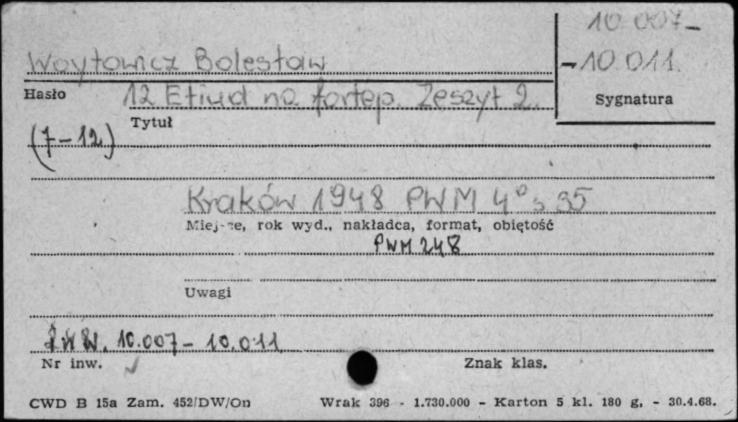 10 007-
Woytowicz Bolesław
-10 011
Hasło
12 Etiud na fortep. Zeszyt 2.
Sygnatura
(7-12)
Tytuł
Kraków 1948 PWM 4° s 35
Miejsce, rok wyd., nakładca, format, obiętość
PWM 248
Uwagi
10.007- 10.011
Nr inw.
Znak klas.
CWD B 15a Zam. 452/DW/On
Wrak 396 - 1.730.000 - Karton 5 kl. 180 g, - 30.4.68.